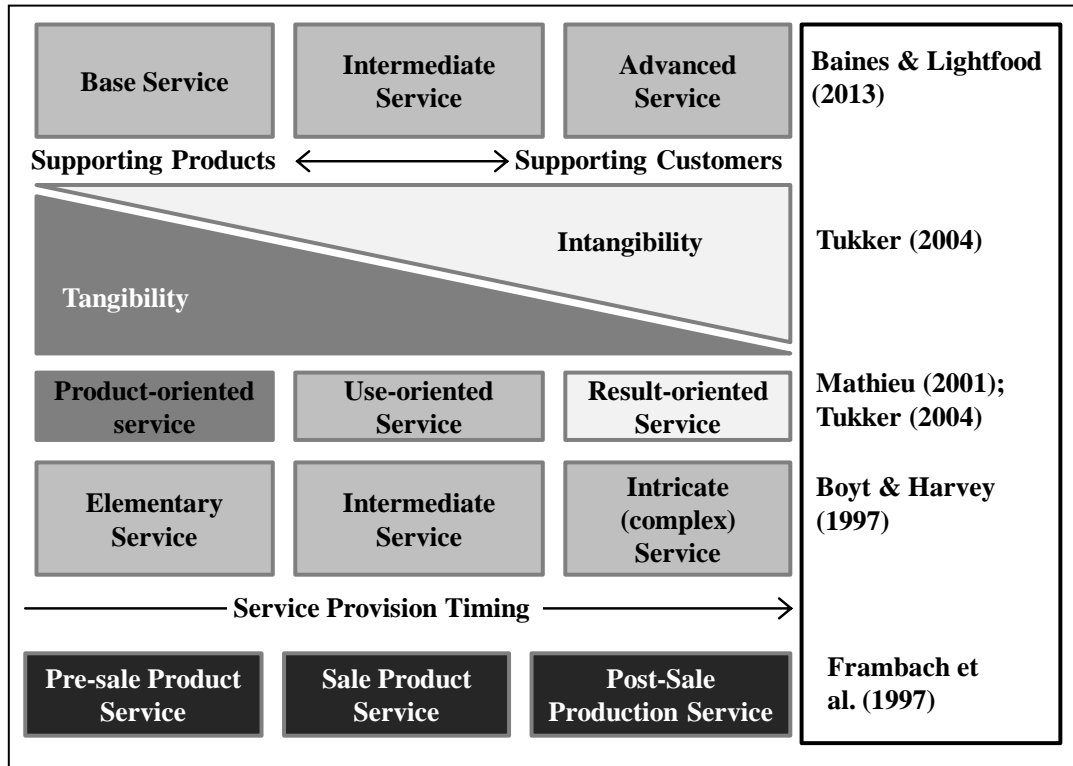 Base Service
Intermediate
Service
Advanced
Service
Baines & Lightfood
(2013)
Supporting Products
Supporting Customers
Intangibility
Tangibility
Tukker (2004)
Product-oriented
service
Use-oriented
Service
Result-oriented
Service
Mathieu (2001);
Tukker (2004)
Elementary
Service
Intermediate
Service
Intricate
(complex)
Service
Boyt & Harvey
(1997)
Service Provision Timing
Pre-sale Product
Service
Sale Product
Service
Post-Sale
Production Service
Frambach et
al. (1997)